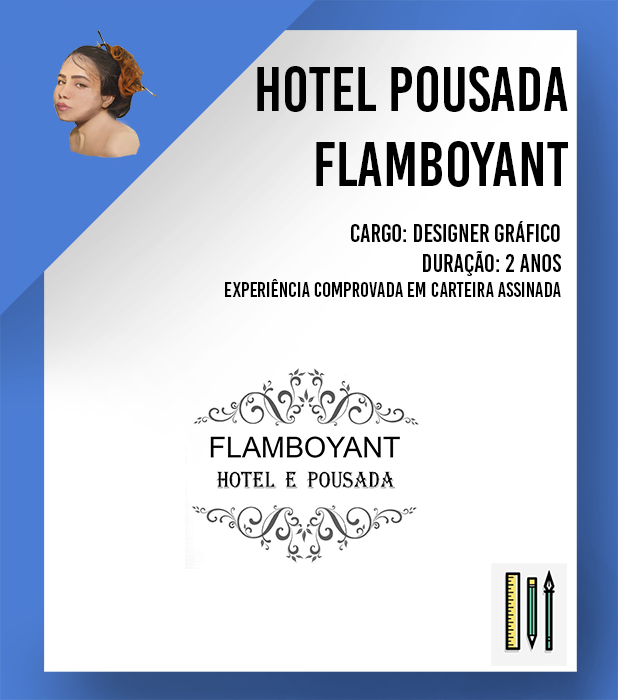 HOTEL POUSADA
FLAMBOYANT
CARGO: DESIGNER GRÁFICO
DURAÇÃO: 2 ANOS
EXPERIÊNCIA COMPROVADA EM CARTEIRA ASSINADA
FLAMBOYANT
HOTEL E POUSADA